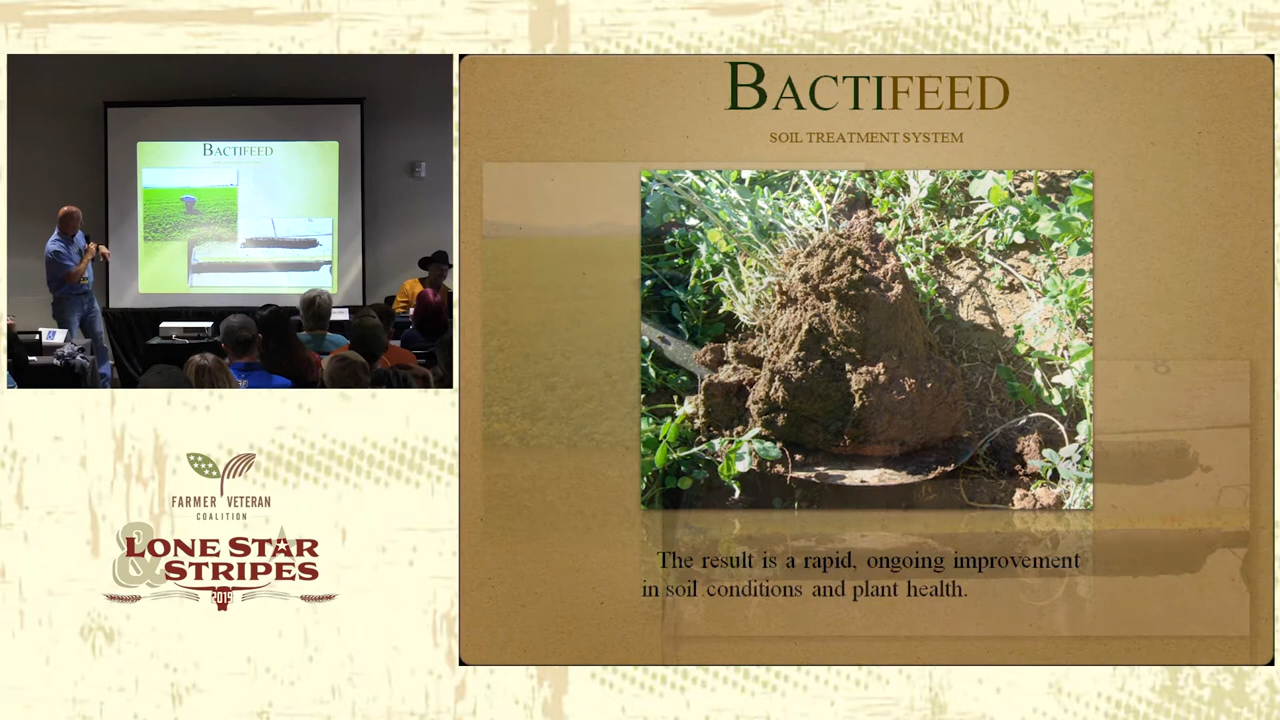 BACTIFEED
BACTIFEED
SOIL TREATMENT SYSTEM
The result is a rapid, ongoing improvement
in soil conditions and plant health.
FARMER VETERAN
COALITION
LONE STAR
& STRIPES
2019